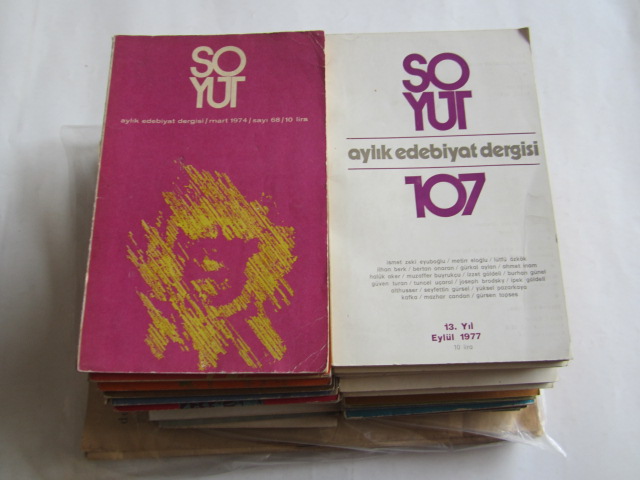 SO
YUT
aylık edebiyat dergisi / mart 1974 / sayı 68 / 10 lira
SO
YUT
aylık edebiyat dergisi
107
ismet zeki eyuboğlu / metin eloğlu / lütfü özkök
ilhan berk / bertan onaran / gürkal aylan / ahmet inam
haluk aker / muzaffer buyrukçu / izzet göldeli / burhan günel
güven turan / tuncel uçarol / joseph brodsky / ipek göldeli
althusser / seyfettin gürsel / yüksel pazarkaya
kafka / mazhar candan / gürsen topses
13. Yıl
Eylül 1977
15 lira